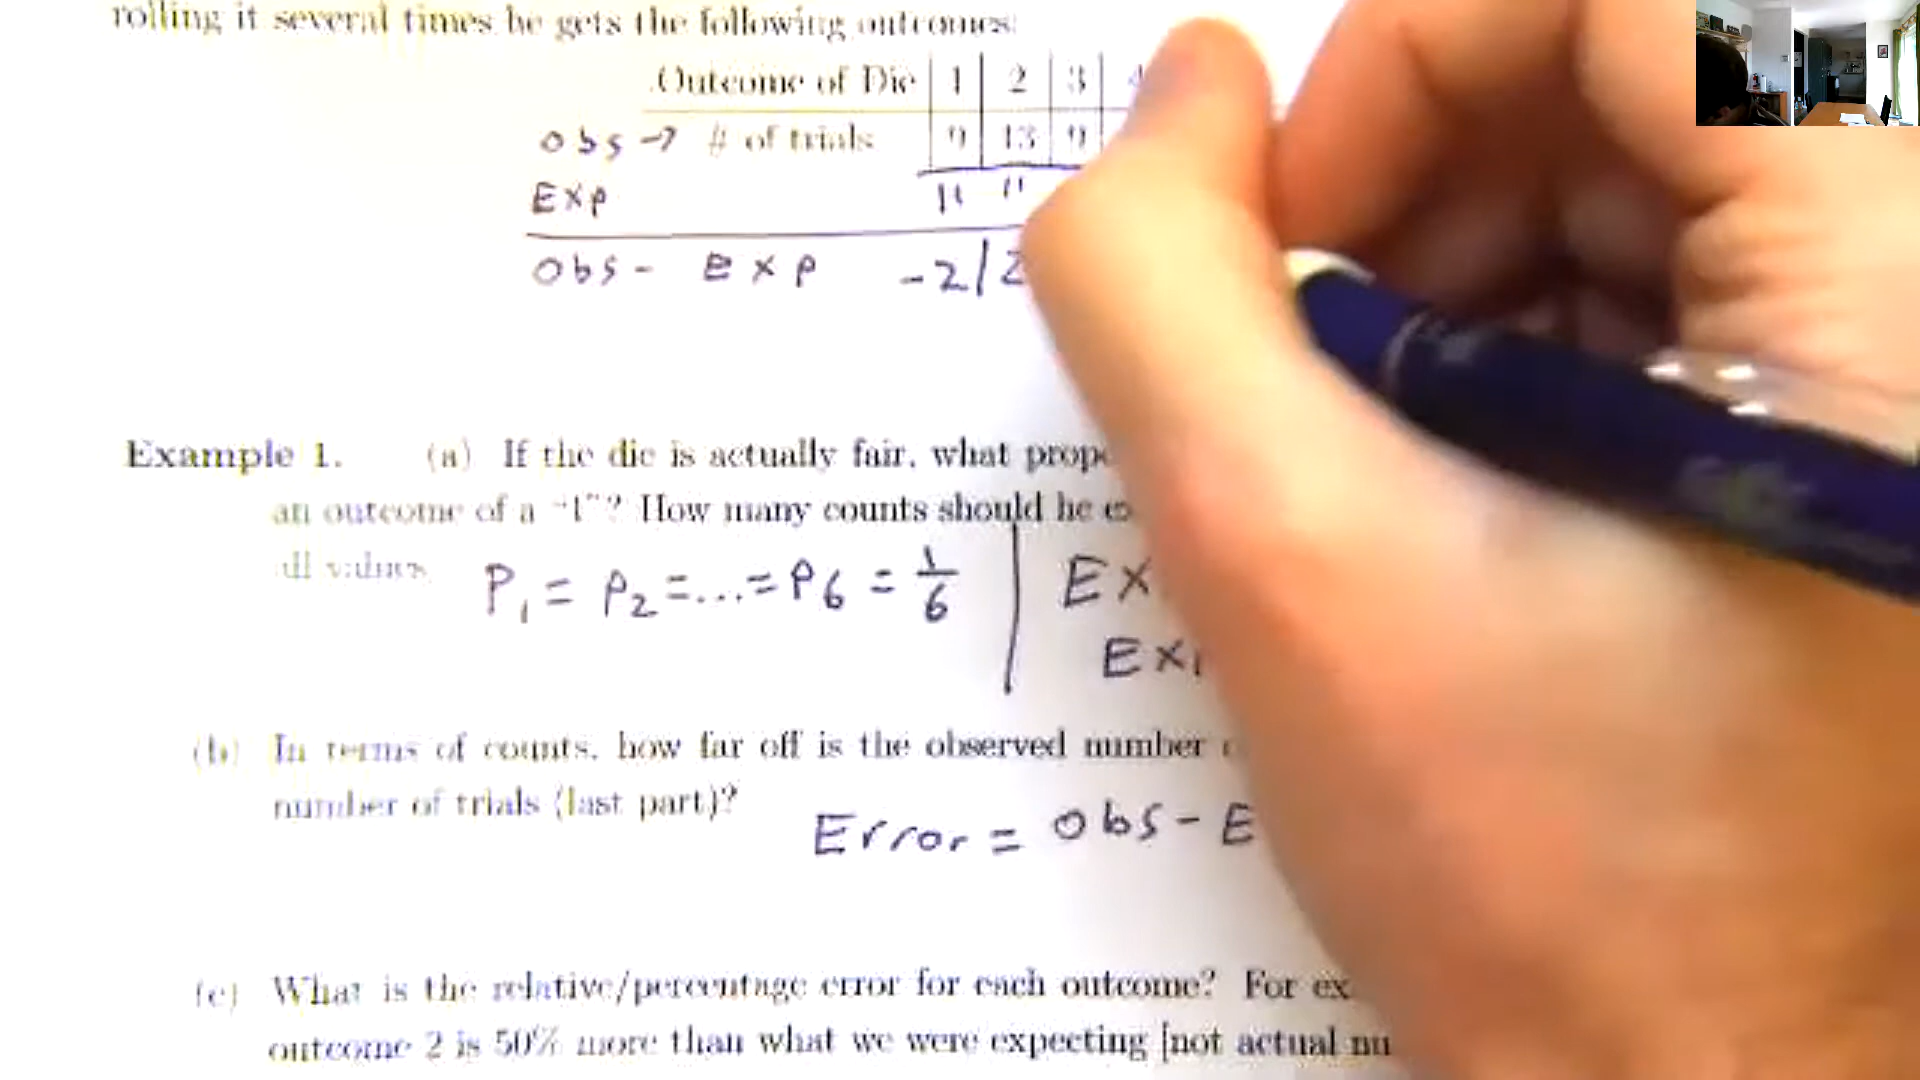 rolling it several times he gets the following outcomes:
Outcome of Die 1 2 3 4
obs → # of trials 9 13 9
Exp 11 11
obs - Exp -2 | 2
Example 1. (a) If the die is actually fair, what
an outcome of a "1"? How many counts should he
all values.
P1 = P2 = ... = P6 = 1/6
(b) In terms of counts, how far off is the observed number
number of trials (last part)?
Error = obs - E
(c) What is the relative/percentage error for each outcome? For ex
outcome 2 is 50% more than what we were expecting [not actual nu